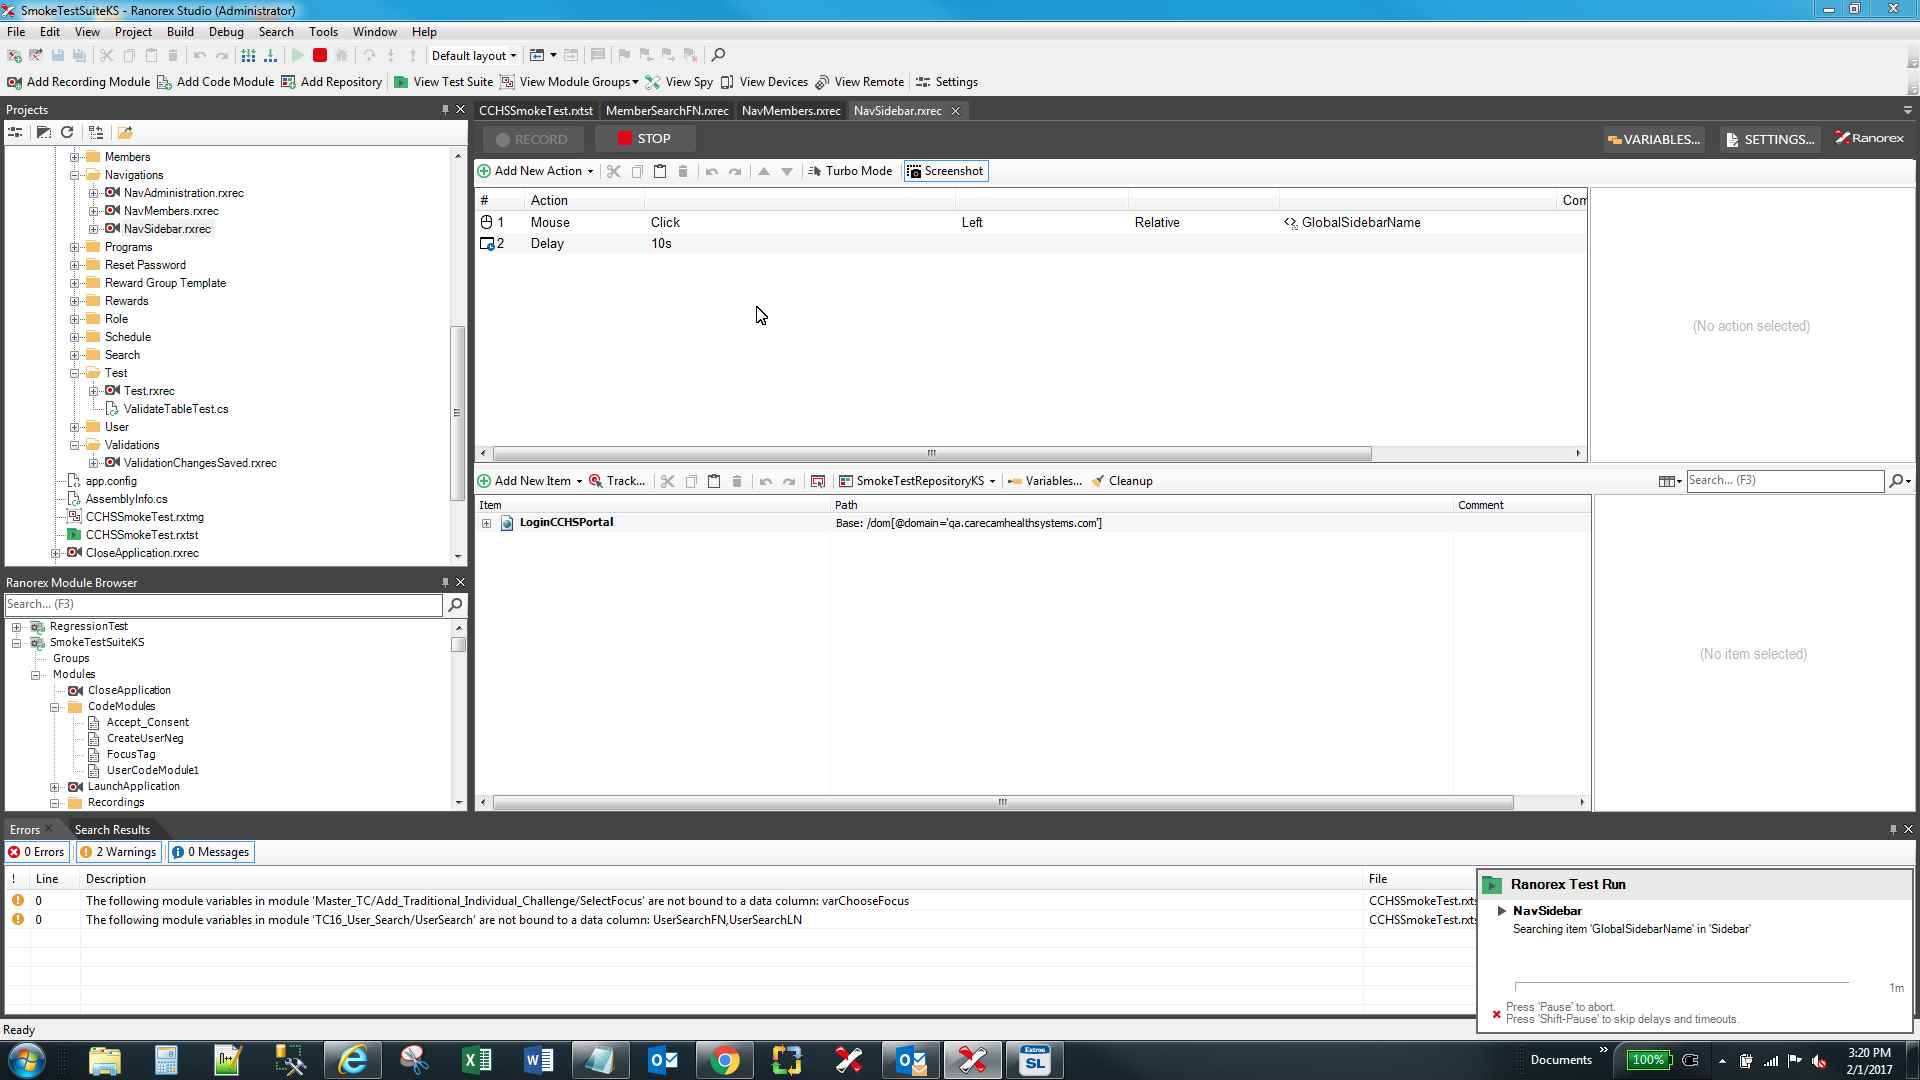 SmokeTestSuiteKS - Ranorex Studio (Administrator)
File Edit View Project Build Debug Search Tools Window Help
Default layout
Add Recording Module Add Code Module Add Repository View Test Suite View Module Groups View Spy View Devices View Remote Settings
Projects
Members
Navigations
NavAdministration.rxrec
NavMembers.rxrec
NavSidebar.rxrec
Programs
Reset Password
Reward Group Template
Rewards
Role
Schedule
Search
Test
Test.rxrec
ValidateTableTest.cs
User
Validations
ValidationChangesSaved.rxrec
app.config
AssemblyInfo.cs
CCHSSmokeTest.rxtmg
CCHSSmokeTest.rxtst
CloseApplication.rxrec
Ranorex Module Browser
Search... (F3)
RegressionTest
SmokeTestSuiteKS
Groups
Modules
CloseApplication
CodeModules
Accept_Consent
CreateUserNeg
FocusTag
UserCodeModule1
LaunchApplication
Recordings
CCHSSmokeTest.rxtst MemberSearchFN.rxrec NavMembers.rxrec NavSidebar.rxrec
RECORD STOP VARIABLES... SETTINGS... Ranorex
Add New Action Turbo Mode Screenshot
# Action Com
1 Mouse Click Left Relative GlobalSidebarName
2 Delay 10s
(No action selected)
Add New Item Track... SmokeTestRepositoryKS Variables... Cleanup Search... (F3)
Item Path Comment
LoginCCHSPortal Base: /dom[@domain='qa.carecamhealthsystems.com']
(No item selected)
Errors Search Results
0 Errors 2 Warnings 0 Messages
! Line Description File
0 The following module variables in module 'Master_TC/Add_Traditional_Individual_Challenge/SelectFocus' are not bound to a data column: varChooseFocus CCHSSmokeTest.rxts
0 The following module variables in module 'TC16_User_Search/UserSearch' are not bound to a data column: UserSearchFN,UserSearchLN CCHSSmokeTest.rxts
Ranorex Test Run
NavSidebar
Searching item 'GlobalSidebarName' in 'Sidebar'
1m
Press 'Pause' to abort.
Press 'Shift-Pause' to skip delays and timeouts.
Ready
Extras
SL
Documents
100%
3:20 PM
2/1/2017